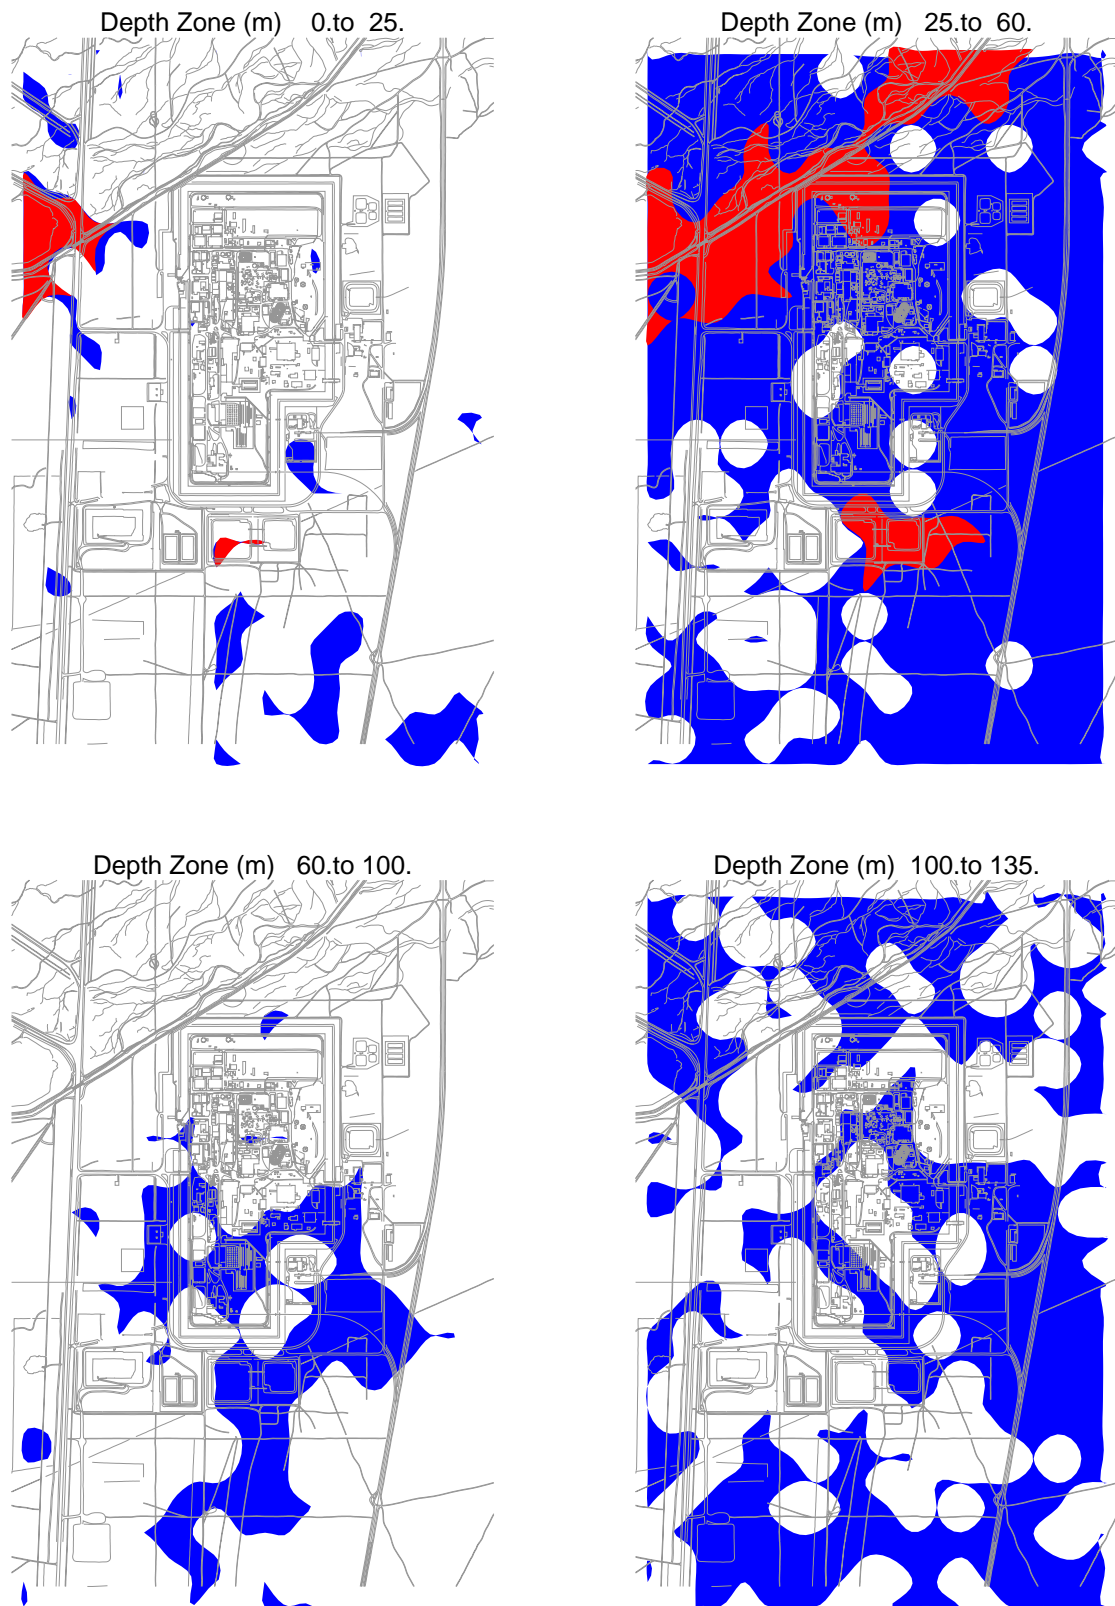 Depth Zone (m) 0.to 25.
Depth Zone (m) 25.to 60.
Depth Zone (m) 60.to 100.
Depth Zone (m) 100.to 135.